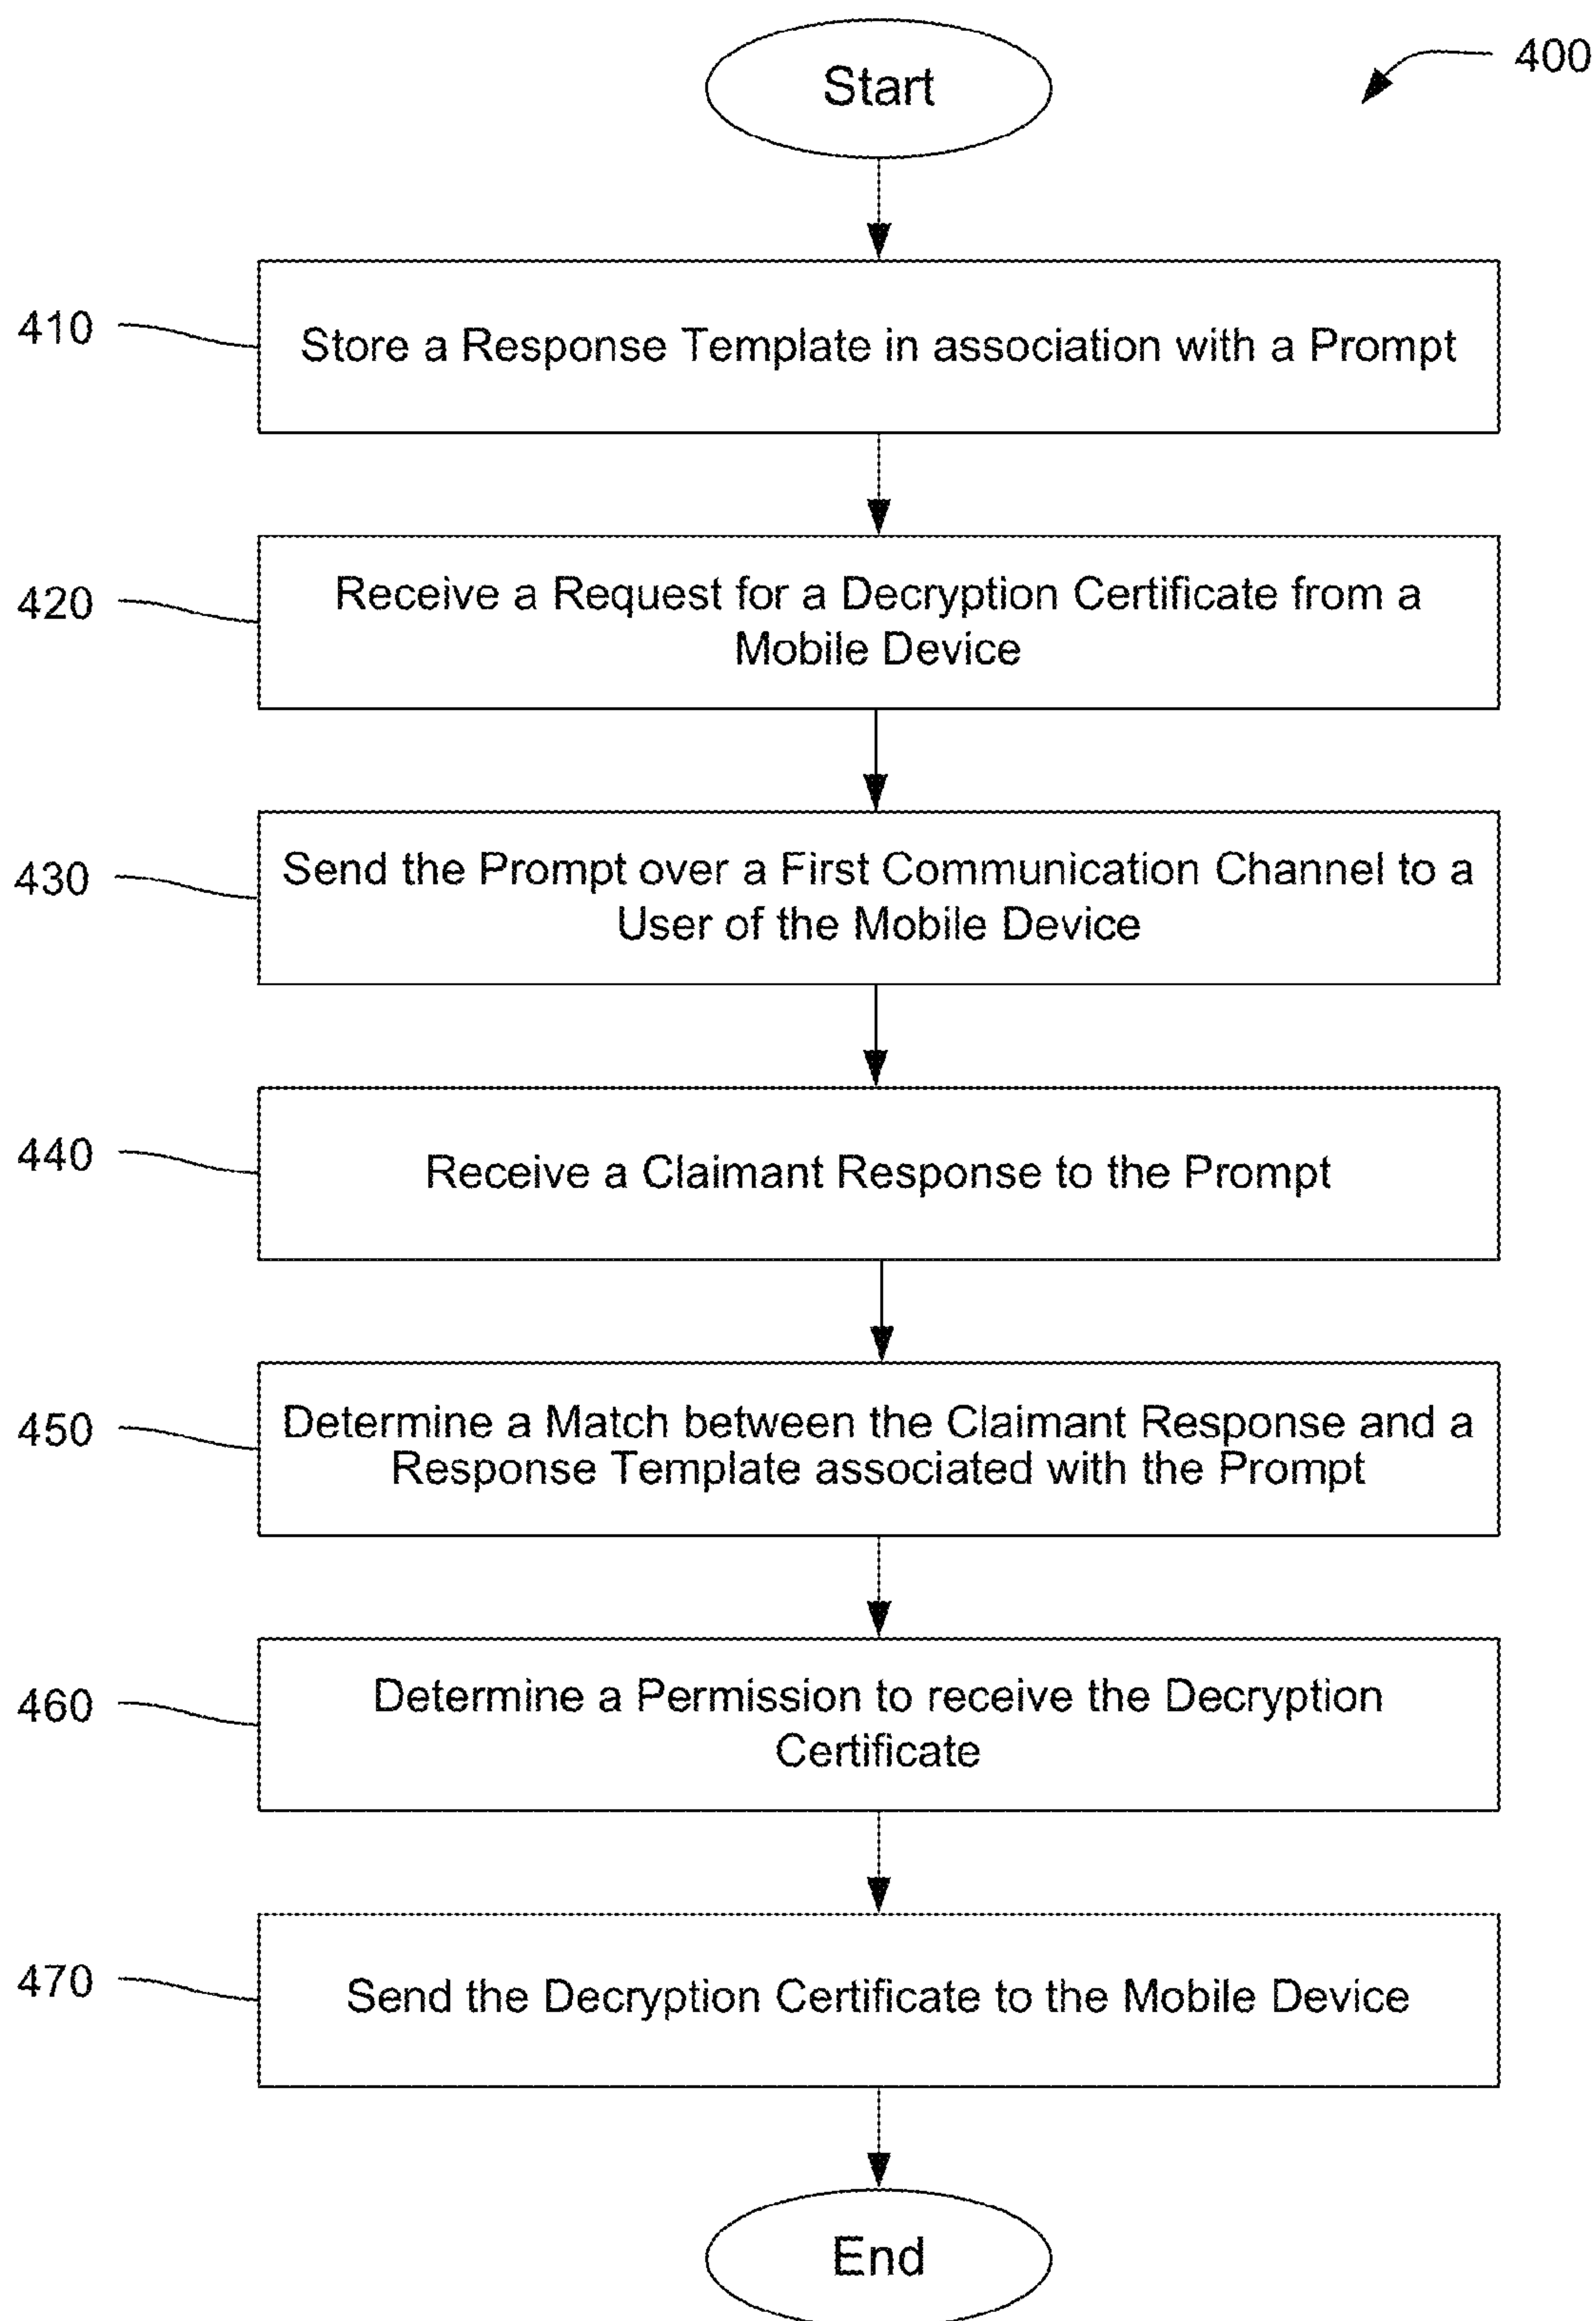 Start
400
410
Store a Response Template in association with a Prompt
420
Receive a Request for a Decryption Certificate from a
Mobile Device
430
Send the Prompt over a First Communication Channel to a
User of the Mobile Device
440
Receive a Claimant Response to the Prompt
450
Determine a Match between the Claimant Response and a
Response Template associated with the Prompt
460
Determine a Permission to receive the Decryption
Certificate
470
Send the Decryption Certificate to the Mobile Device
End